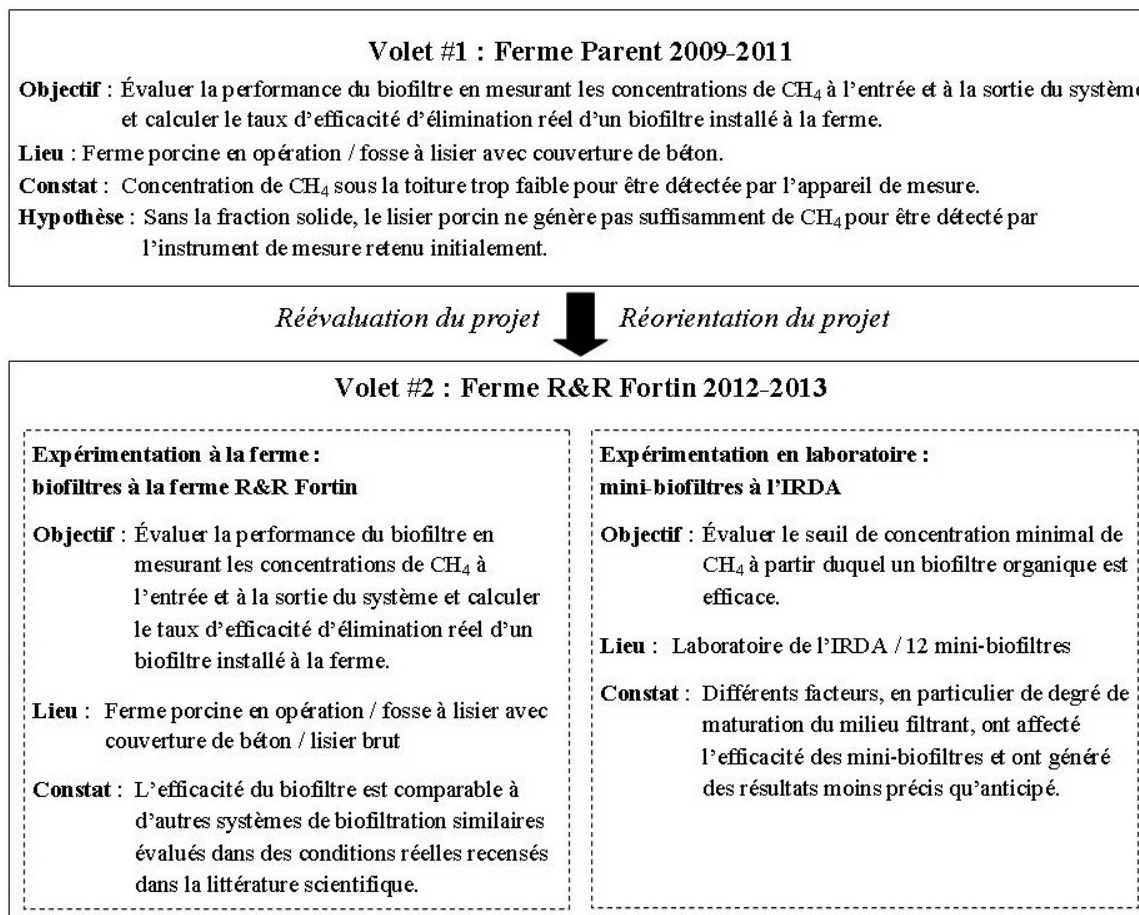 Volet #1 : Ferme Parent 2009-2011
Objectif : Évaluer la performance du biofiltre en mesurant les concentrations de CH4 à l'entrée et à la sortie du système
et calculer le taux d'efficacité d'élimination réel d'un biofiltre installé à la ferme.
Lieu : Ferme porcine en opération / fosse à lisier avec couverture de béton.
Constat : Concentration de CH4 sous la toiture trop faible pour être détectée par l'appareil de mesure.
Hypothèse : Sans la fraction solide, le lisier porcin ne génère pas suffisamment de CH4 pour être détecté par
l'instrument de mesure retenu initialement.
Réévaluation du projet Réorientation du projet
Volet #2 : Ferme R&R Fortin 2012-2013
Expérimentation à la ferme :
biofiltres à la ferme R&R Fortin
Objectif : Évaluer la performance du biofiltre en
mesurant les concentrations de CH4 à
l'entrée et à la sortie du système et calculer
le taux d'efficacité d'élimination réel d'un
biofiltre installé à la ferme.
Lieu : Ferme porcine en opération / fosse à lisier avec
couverture de béton / lisier brut
Constat : L'efficacité du biofiltre est comparable à
d'autres systèmes de biofiltration similaires
évalués dans des conditions réelles recensés
dans la littérature scientifique.
Expérimentation en laboratoire :
mini-biofiltres à l'IRDA
Objectif : Évaluer le seuil de concentration minimal de
CH4 à partir duquel un biofiltre organique est
efficace.
Lieu : Laboratoire de l'IRDA / 12 mini-biofiltres
Constat : Différents facteurs, en particulier de degré de
maturation du milieu filtrant, ont affecté
l'efficacité des mini-biofiltres et ont généré
des résultats moins précis qu'anticipé.